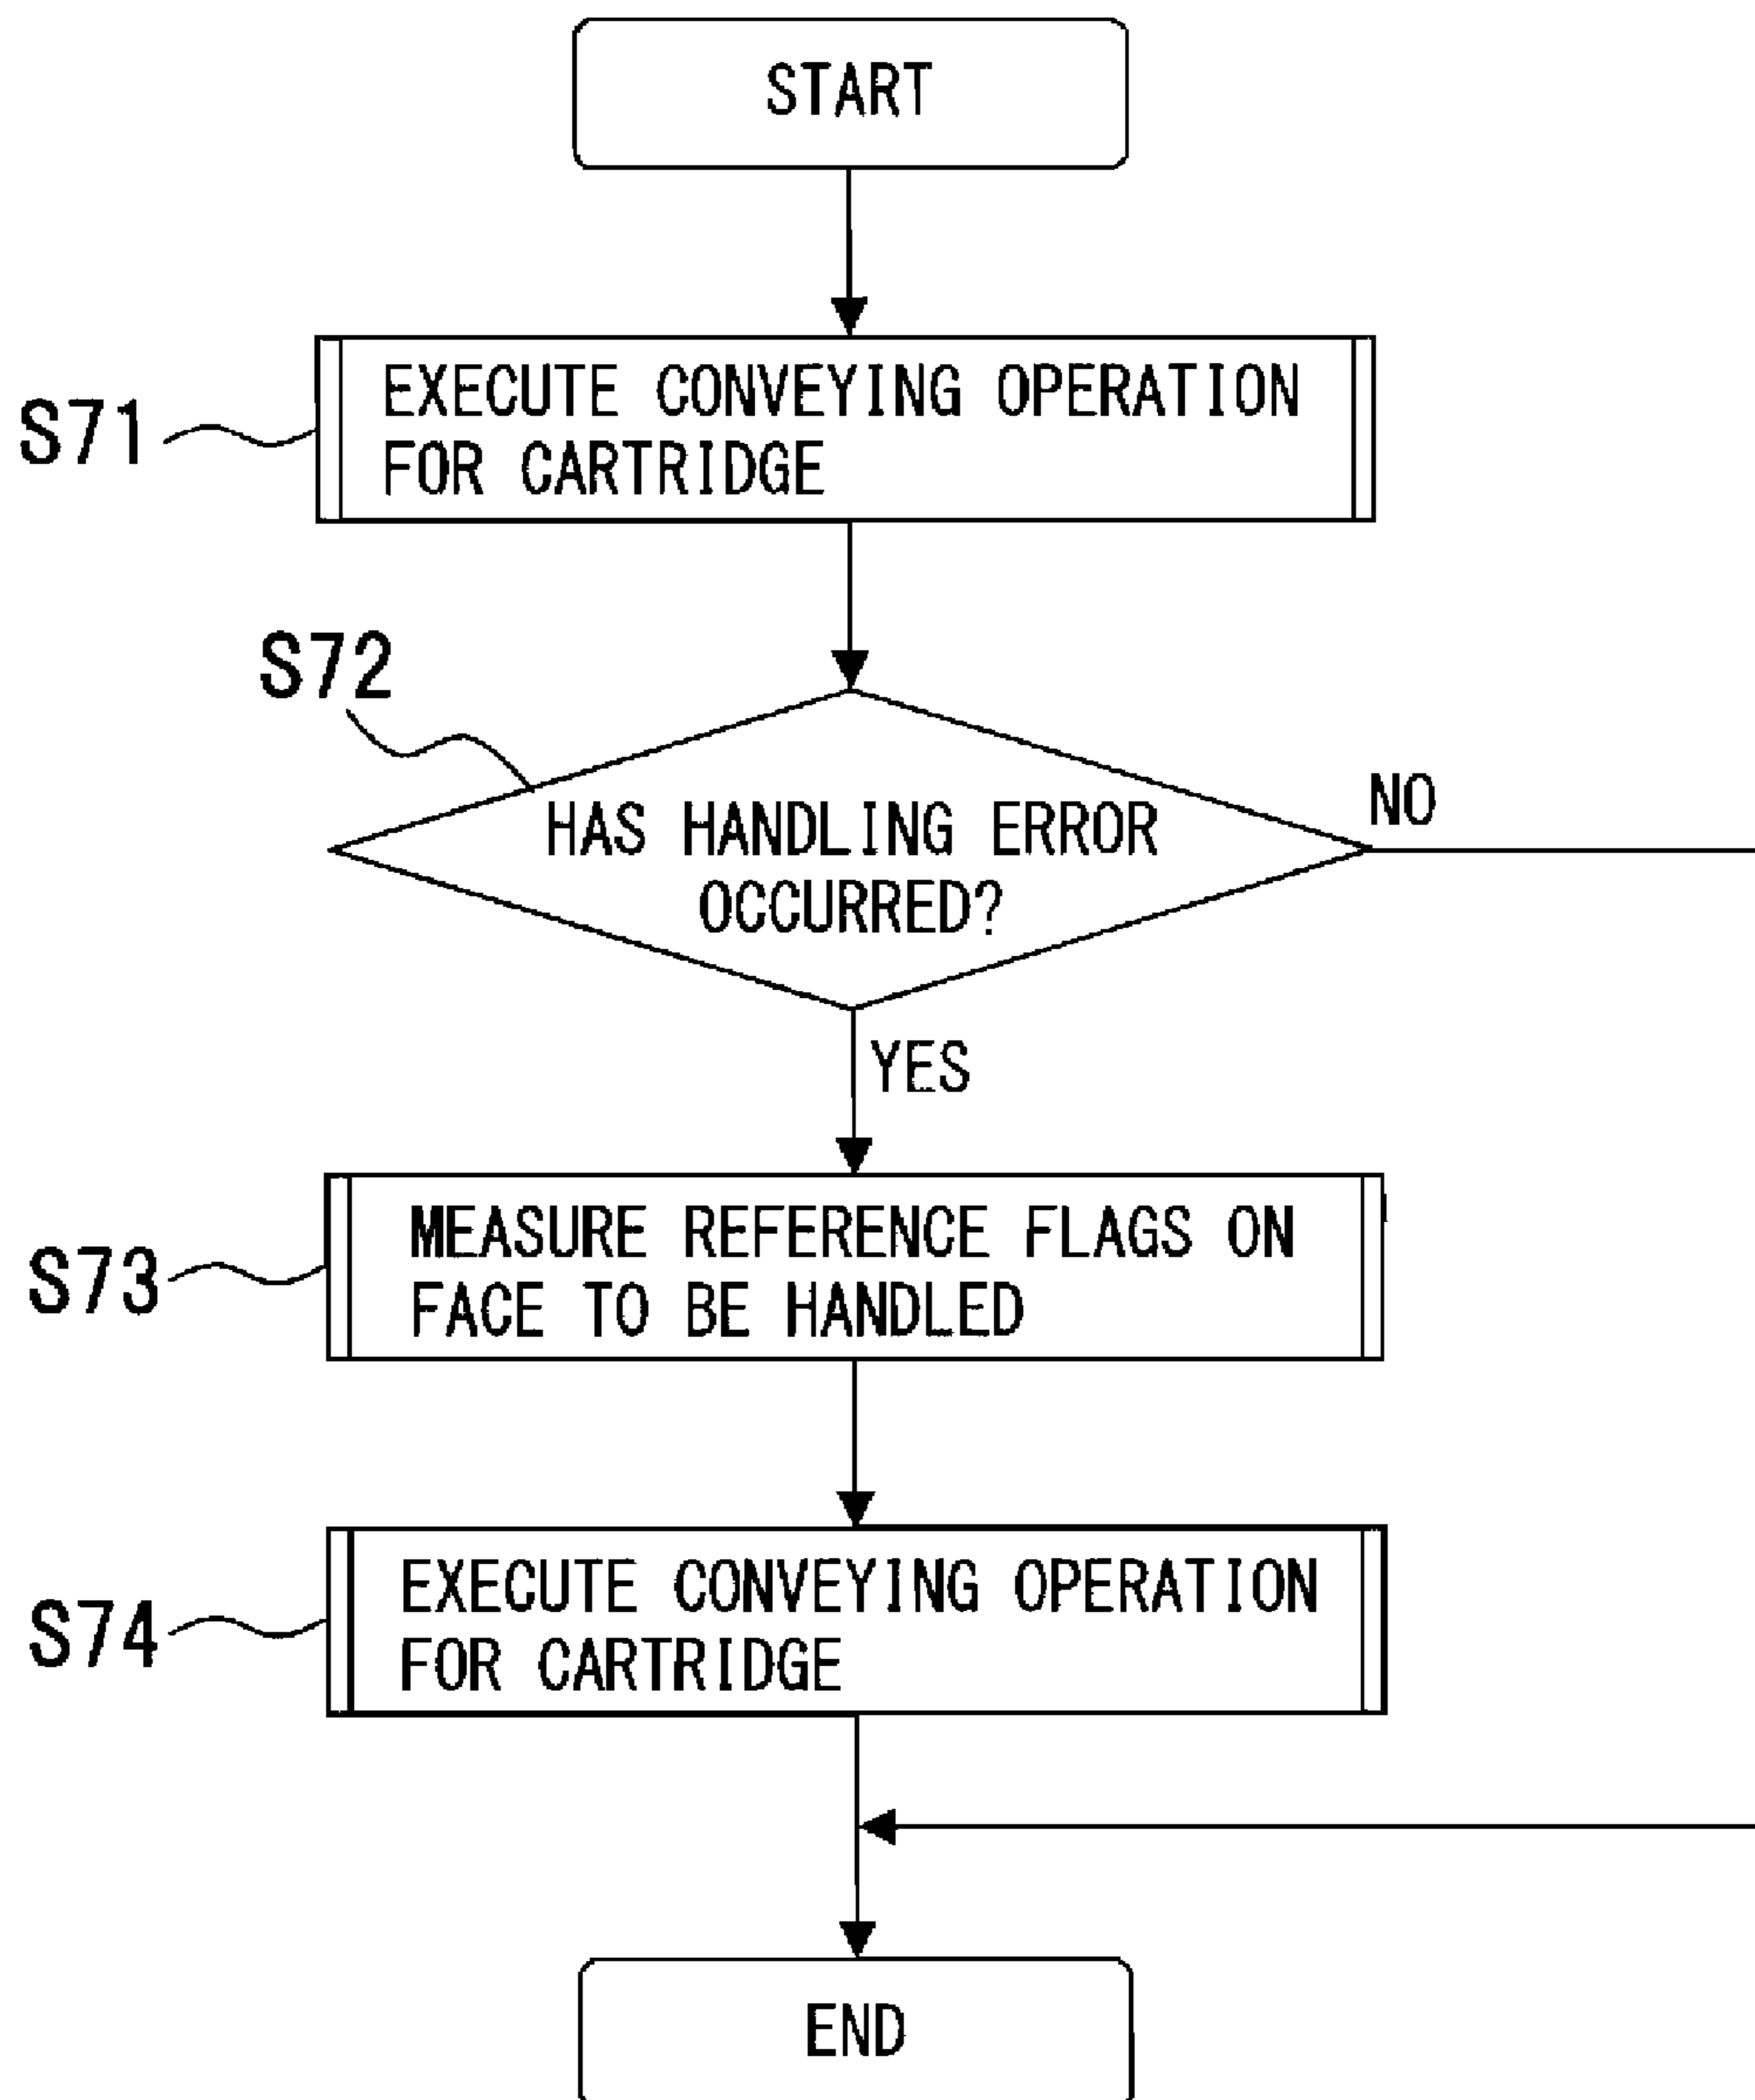 START
S71
EXECUTE CONVEYING OPERATION
FOR CARTRIDGE
S72
HAS HANDLING ERROR
OCCURRED?
NO
YES
S73
MEASURE REFERENCE FLAGS ON
FACE TO BE HANDLED
S74
EXECUTE CONVEYING OPERATION
FOR CARTRIDGE
END